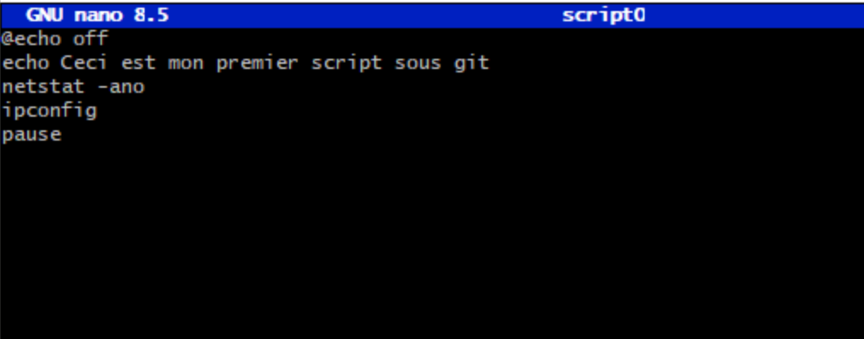 GNU nano 8.5 script0
@echo off
echo Ceci est mon premier script sous git
netstat -ano
ipconfig
pause